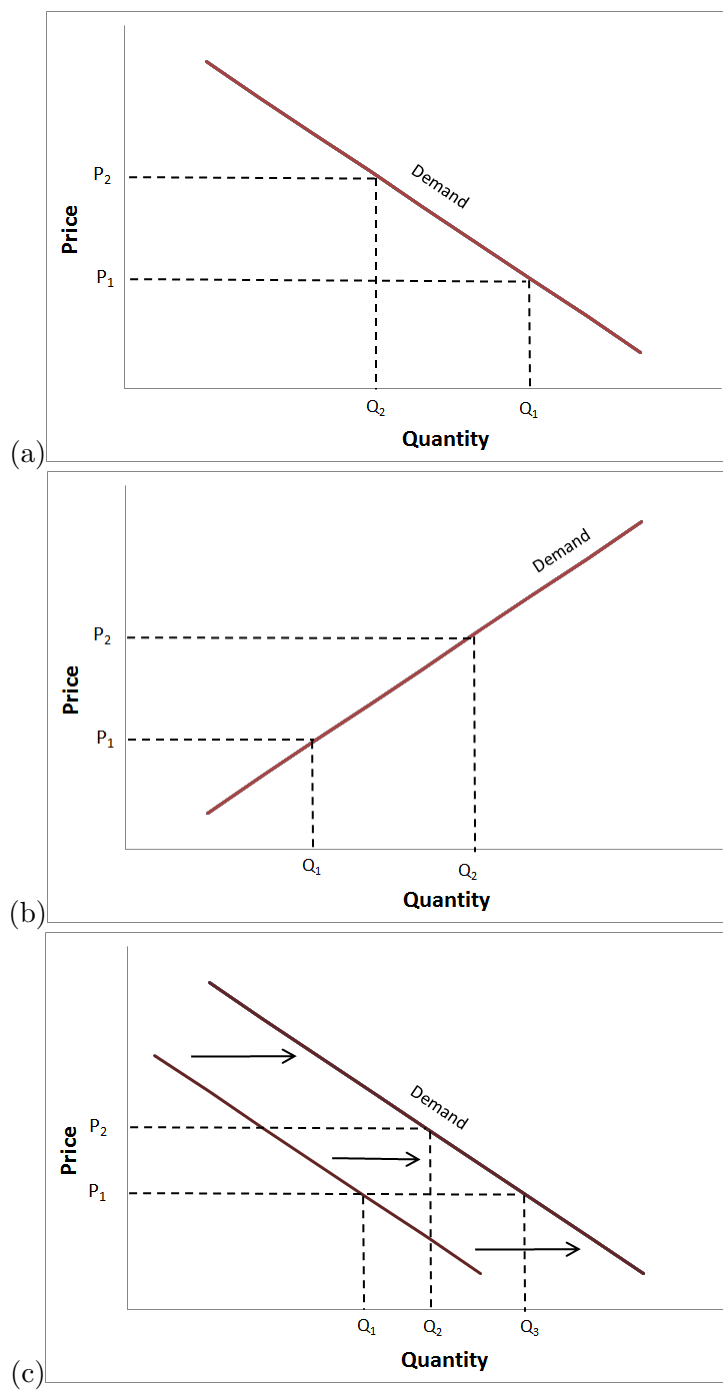 Demand
P₂
Price
P₁
Q₂ Q₁
Quantity
(a)
Demand
P₂
Price
P₁
Q₁ Q₂
Quantity
(b)
Demand
P₂
Price
P₁
Q₁ Q₂ Q₃
Quantity
(c)